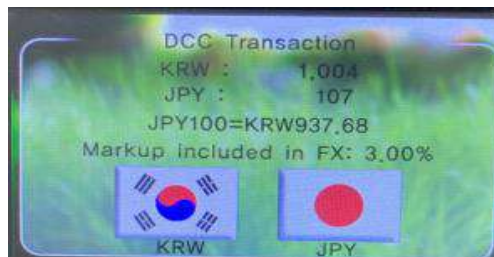 DCC Transaction
KRW : 1,004
JPY : 107
JPY100=KRW937.68
Markup included in FX: 3.00%
KRW JPY